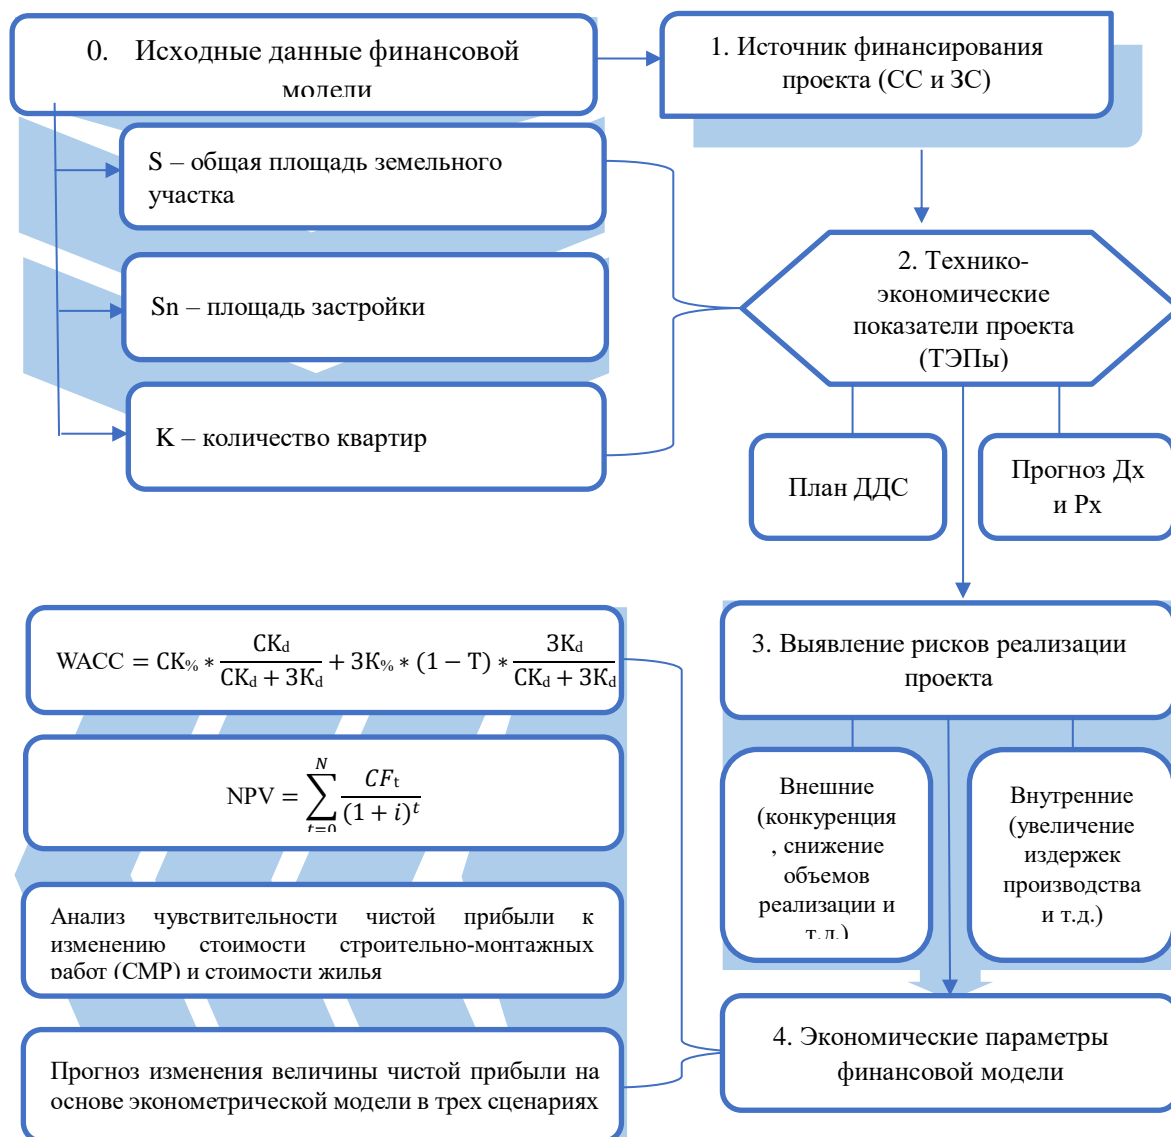 0. Исходные данные финансовой
модели
1. Источник финансирования
проекта (СС и ЗС)
S – общая площадь земельного
участка
Sn – площадь застройки
K – количество квартир
2. Технико-
экономические
показатели проекта
(ТЭПы)
План ДДС
Прогноз Дх
и Рх
3. Выявление рисков реализации
проекта
Внешние
(конкуренция
, снижение
объемов
реализации и
т.д.)
Внутренние
(увеличение
издержек
производства
и т.д.)
4. Экономические параметры
финансовой модели
WACC = СК% * СКd / (СКd + ЗКd) + ЗК% * (1 − T) * ЗКd / (СКd + ЗКd)
NPV = ∑_{t=0}^{N} CFt / (1 + i)^t
Анализ чувствительности чистой прибыли к
изменению стоимости строительно-монтажных
работ (СМР) и стоимости жилья
Прогноз изменения величины чистой прибыли на
основе эконометрической модели в трех сценариях